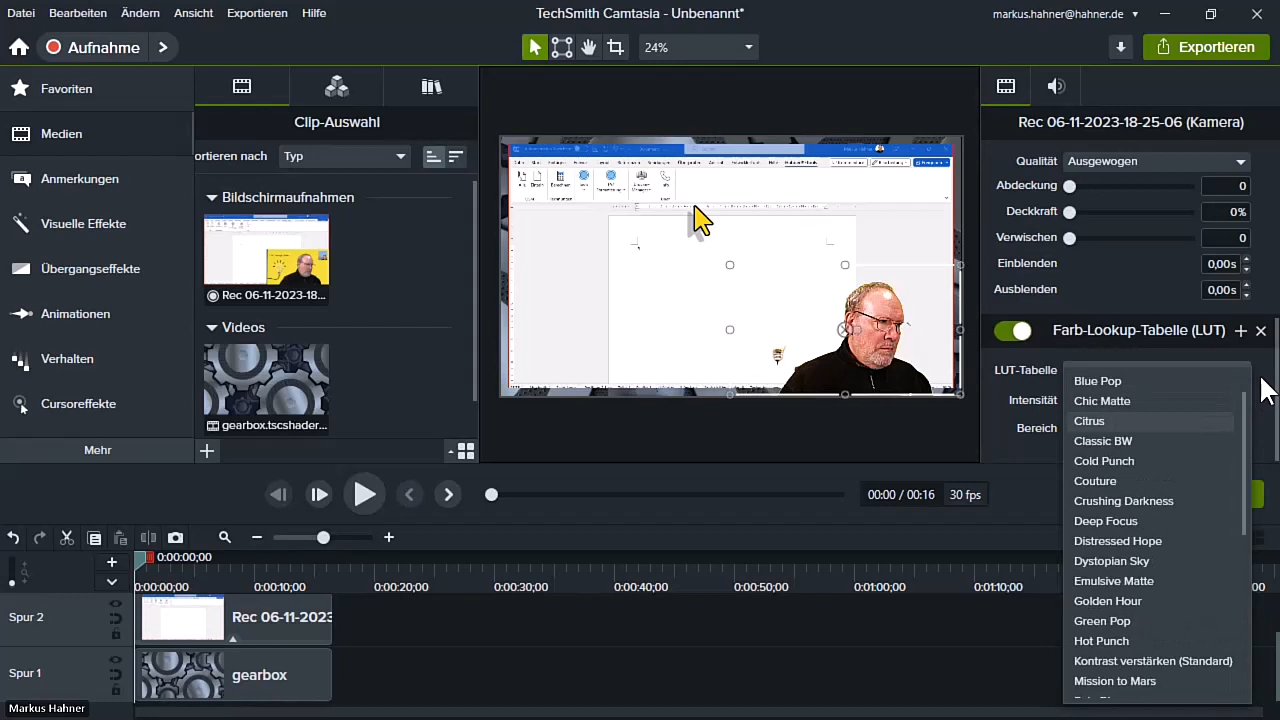 Datei Bearbeiten Ändern Ansicht Exportieren Hilfe
TechSmith Camtasia - Unbenannt*
markus.hahner@hahner.de
Aufnahme
24%
Exportieren
Favoriten
Medien
Anmerkungen
Visuelle Effekte
Übergangseffekte
Animationen
Verhalten
Cursoreffekte
Mehr
Clip-Auswahl
ortieren nach Typ
Bildschirmaufnahmen
Rec 06-11-2023-18...
Videos
gearbox.tscshader...
Rec 06-11-2023-18-25-06 (Kamera)
Qualität Ausgewogen
Abdecken 0
Deckkraft 0%
Verwischen 0
Einblenden 0,00s
Ausblenden 0,00s
Farb-Lookup-Tabelle (LUT)
LUT-Tabelle
Intensität
Bereich
Blue Pop
Chic Matte
Citrus
Classic BW
Cold Punch
Couture
Crushing Darkness
Deep Focus
Distressed Hope
Dystopian Sky
Emulsive Matte
Golden Hour
Green Pop
Hot Punch
Kontrast verstärken (Standard)
Mission to Mars
00:00 / 00:16 30 fps
0:00:00;00
0:00:00;00 0:00:10;00 0:00:20;00 0:00:30;00 0:00:40;00 0:00:50;00 0:01:00;00 0:01:10;00
Spur 2
Rec 06-11-2023
Spur 1
gearbox
Markus Hahner